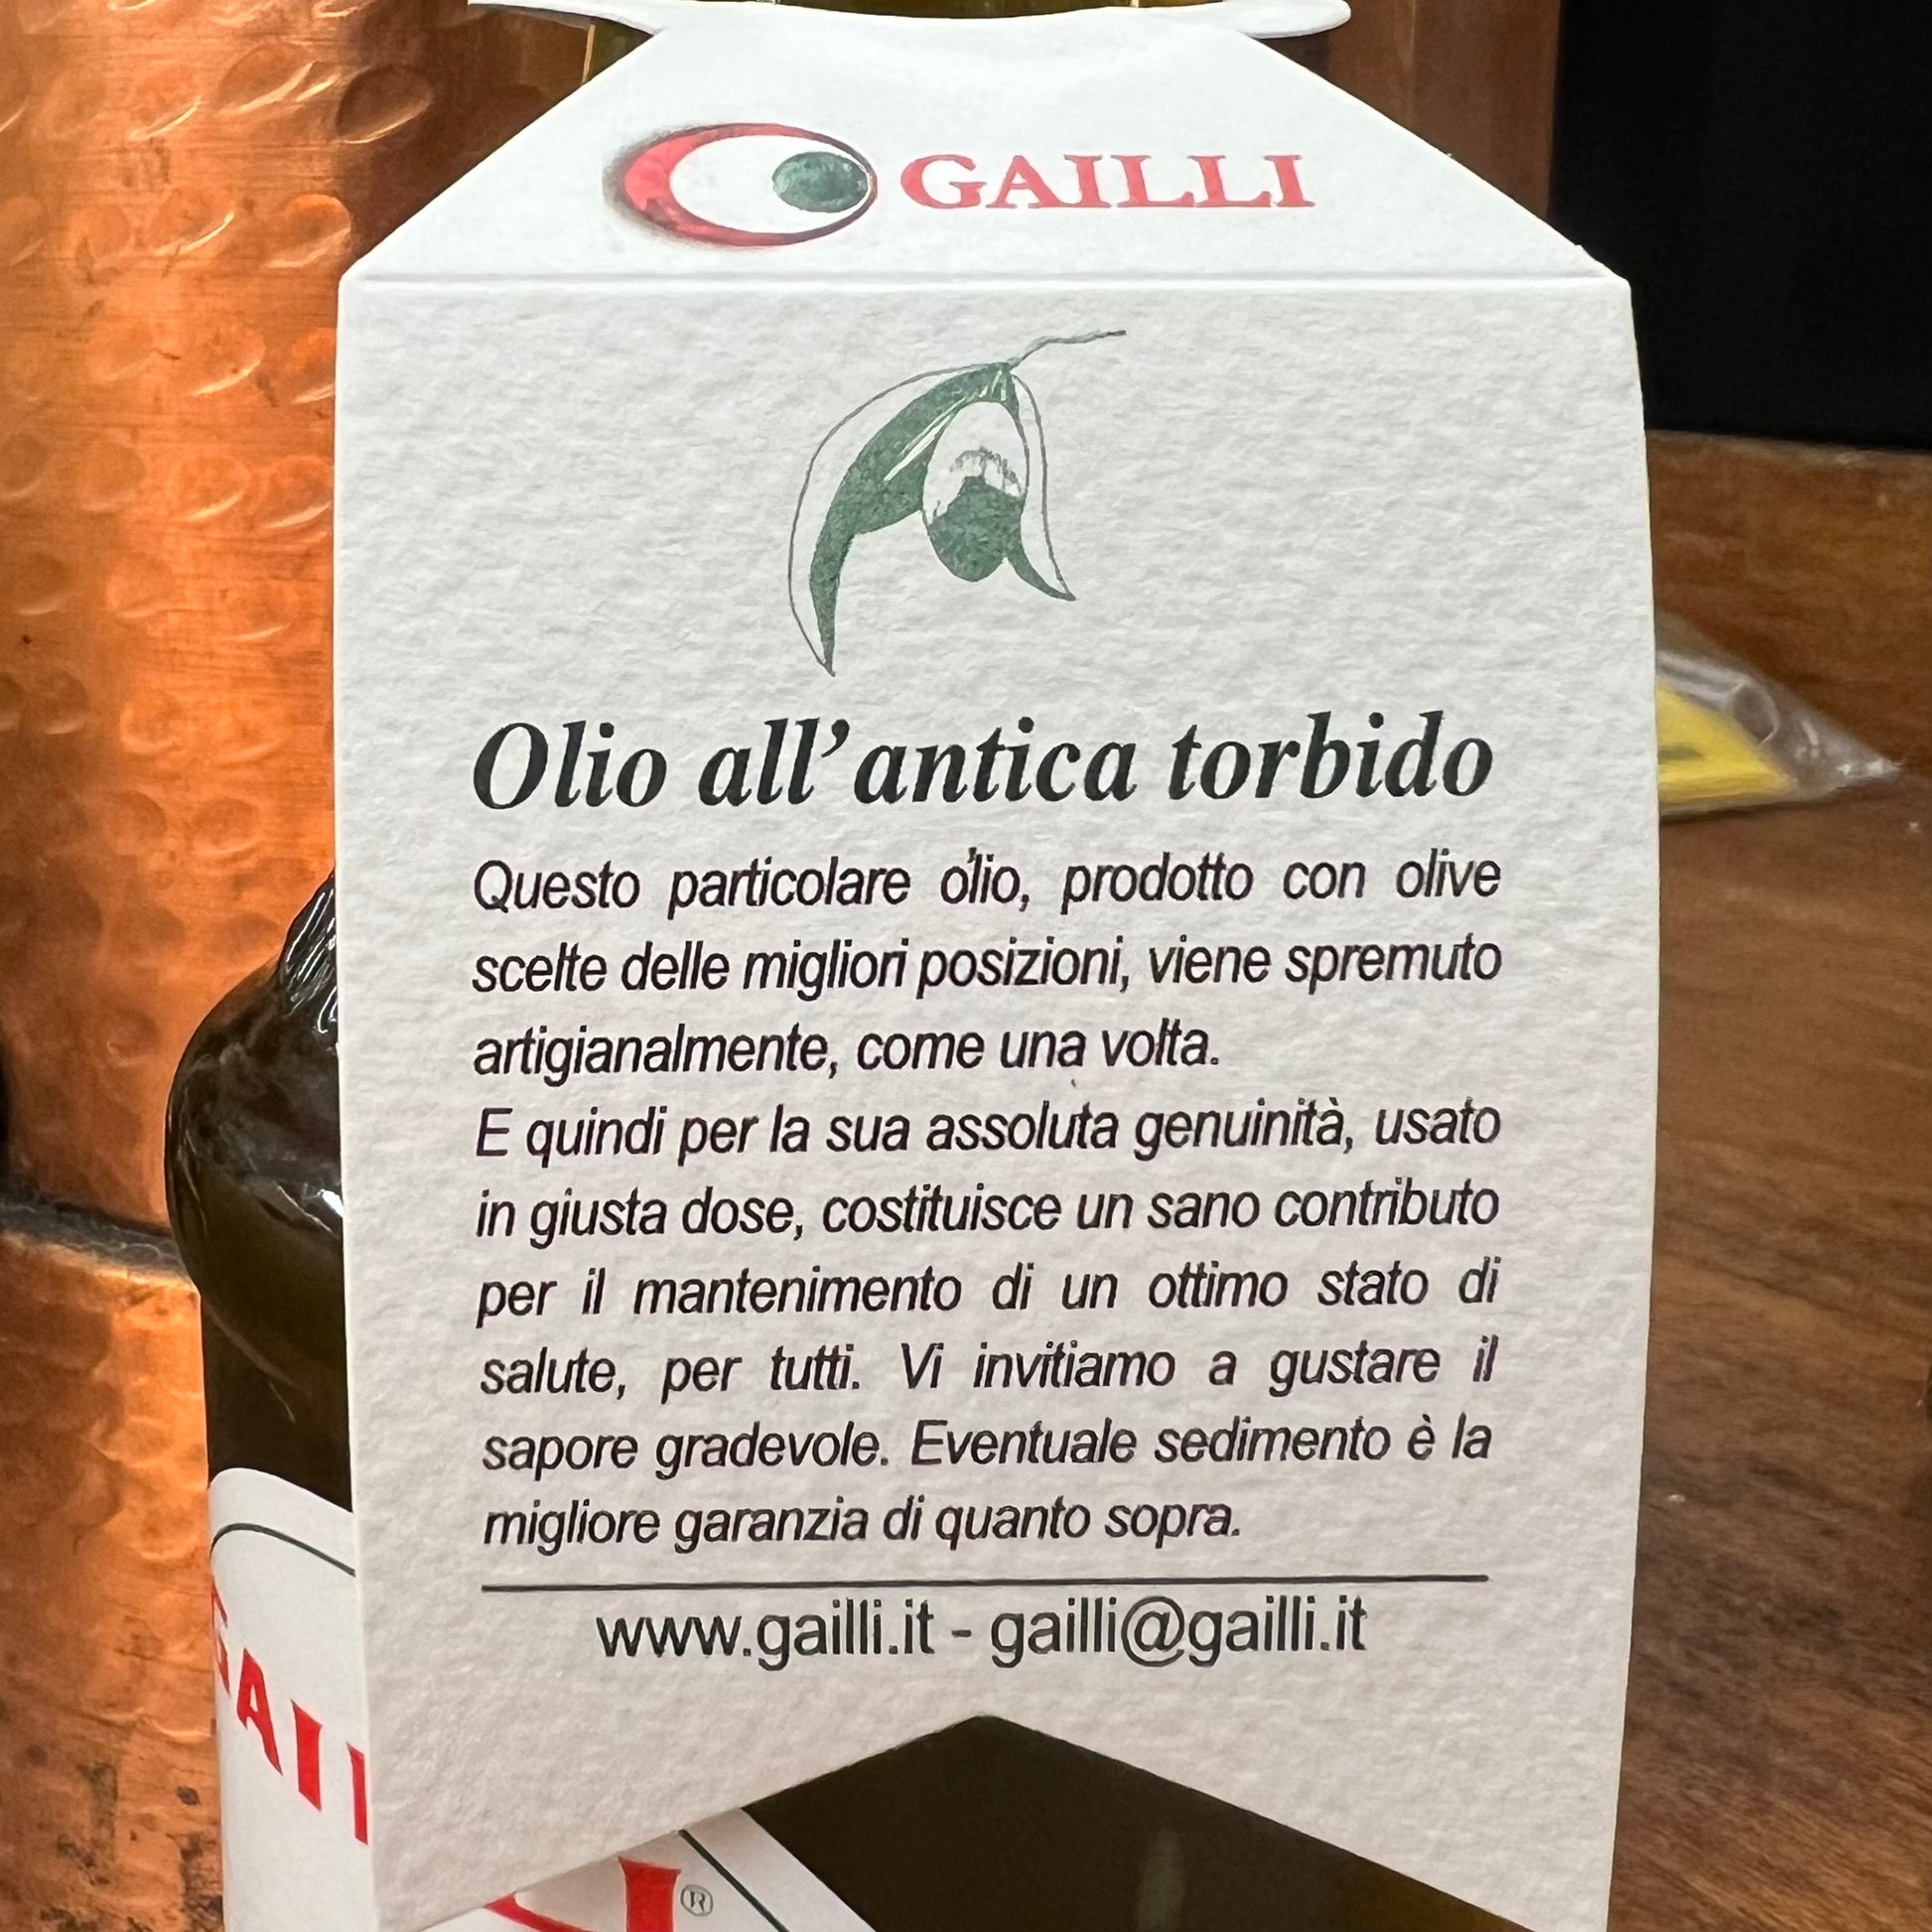 GAILLI
Olio all'antica torbido
Questo particolare olio, prodotto con olive
scelte delle migliori posizioni, viene spremuto
artigianalmente, come una volta.
E quindi per la sua assoluta genuinità, usato
in giusta dose, costituisce un sano contributo
per il mantenimento di un ottimo stato di
salute, per tutti. Vi invitiamo a gustare il
sapore gradevole. Eventuale sedimento è la
migliore garanzia di quanto sopra.
www.gailli.it - gailli@gailli.it
GAI
®